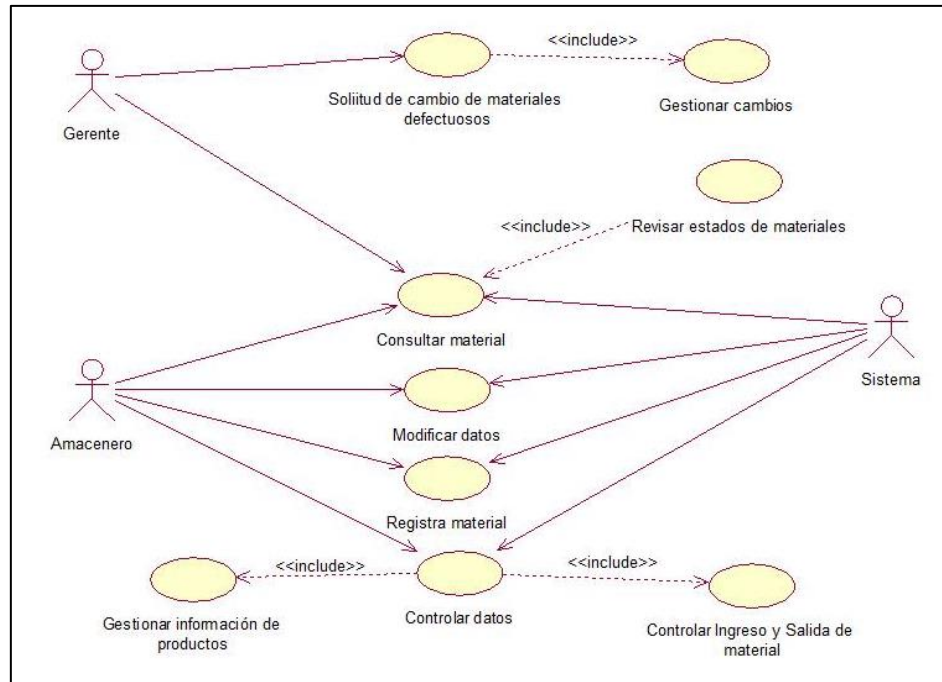 <<include>>
Soliitud de cambio de materiales
defectuosos
Gestionar cambios
Gerente
<<include>>
Revisar estados de materiales
Consultar material
Sistema
Amacenero
Modificar datos
Registra material
<<include>>
<<include>>
Controlar datos
Gestionar información de
productos
Controlar Ingreso y Salida de
material